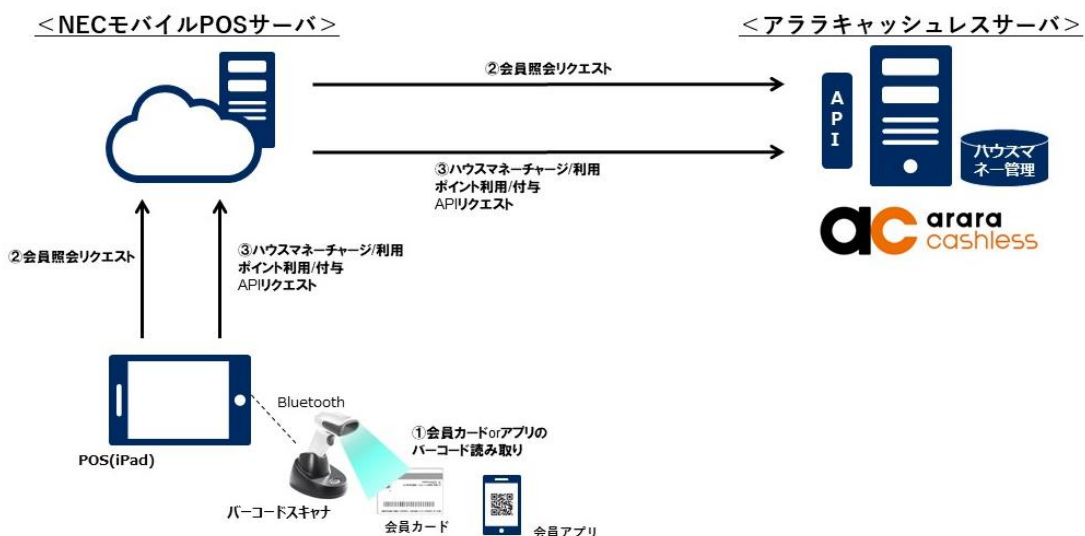 ＜NECモバイルPOSサーバ＞
＜アララキャッシュレスサーバ＞
②会員照会リクエスト
③ハウスマネーチャージ/利用
ポイント利用/付与
APIリクエスト
API
ハウスマ
ネー管理
ac arara
cashless
②会員照会リクエスト
③ハウスマネーチャージ/利用
ポイント利用/付与
APIリクエスト
POS(iPad)
Bluetooth
①会員カードorアプリの
バーコード読み取り
バーコードスキャナ
会員カード
会員アプリ